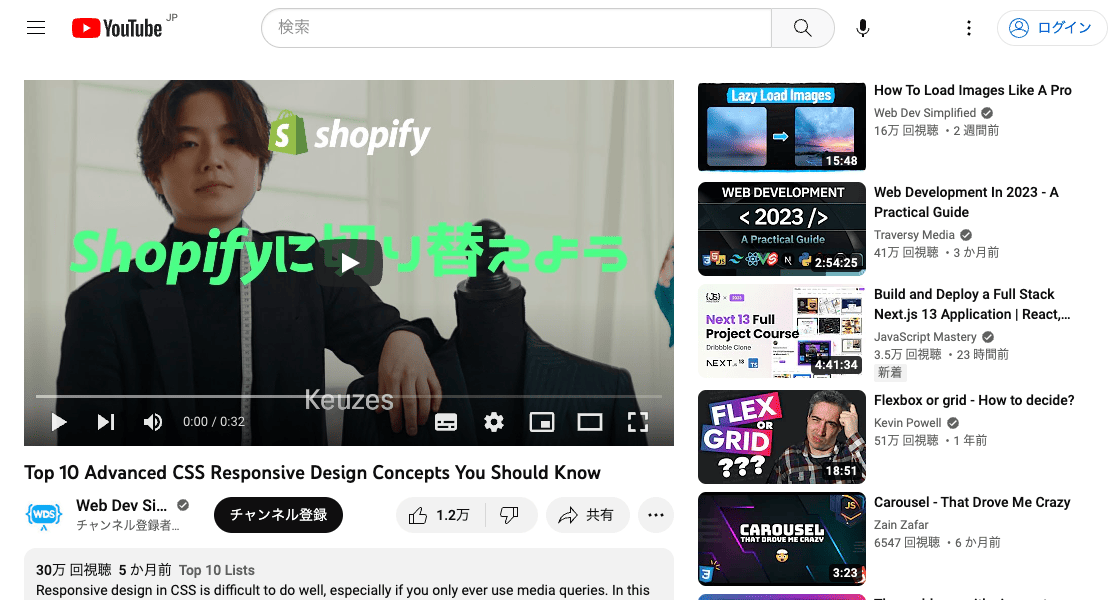 YouTube JP
検索
ログイン
shopify
Shopifyに切り替えよう
Keuzes
0:00 / 0:32
Top 10 Advanced CSS Responsive Design Concepts You Should Know
WDS
Web Dev Si...
チャンネル登録者...
チャンネル登録
1.2万
共有
30万 回視聴 5 か月前 Top 10 Lists
Responsive design in CSS is difficult to do well, especially if you only ever use media queries. In this
Lazy Load Images
15:48
How To Load Images Like A Pro
Web Dev Simplified
16万 回視聴 ・2 週間前
WEB DEVELOPMENT
< 2023 />
A Practical Guide
2:54:25
Web Development In 2023 - A
Practical Guide
Traversy Media
41万 回視聴 ・3 か月前
Next 13 Full
Project Course
Dribbble Clone
NEXT.js 13
4:41:34
Build and Deploy a Full Stack
Next.js 13 Application | React,...
JavaScript Mastery
3.5万 回視聴 ・23 時間前
新着
FLEX
OR
GRID
???
18:51
Flexbox or grid - How to decide?
Kevin Powell
51万 回視聴 ・1 年前
JS
CAROUSEL
THAT DROVE ME CRAZY
3:23
Carousel - That Drove Me Crazy
Zain Zafar
6547 回視聴 ・6 か月前